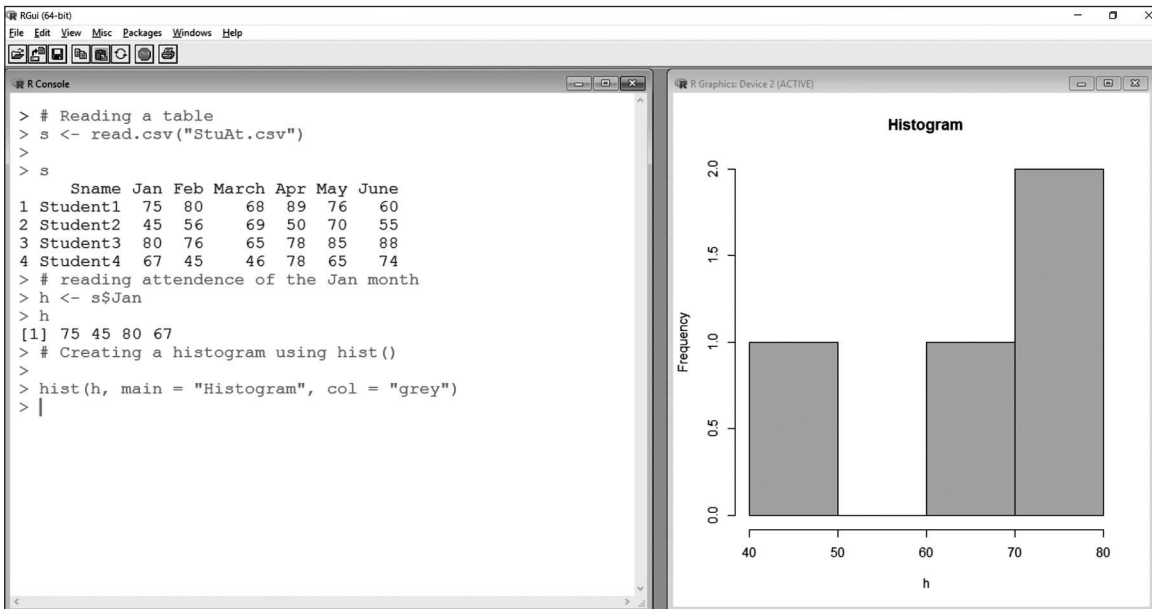 RGui (64-bit)
File Edit View Misc Packages Windows Help
R Console
> # Reading a table
> s <- read.csv("StuAt.csv")
>
> s
Sname Jan Feb March Apr May June
1 Student1 75 80 68 89 76 60
2 Student2 45 56 69 50 70 55
3 Student3 80 76 65 78 85 88
4 Student4 67 45 46 78 65 74
> # reading attendence of the Jan month
> h <- s$Jan
> h
[1] 75 45 80 67
> # Creating a histogram using hist()
>
> hist(h, main = "Histogram", col = "grey")
>
R Graphics: Device 2 (ACTIVE)
Histogram
Frequency
2.0
1.5
1.0
0.5
0.0
40 50 60 70 80
h